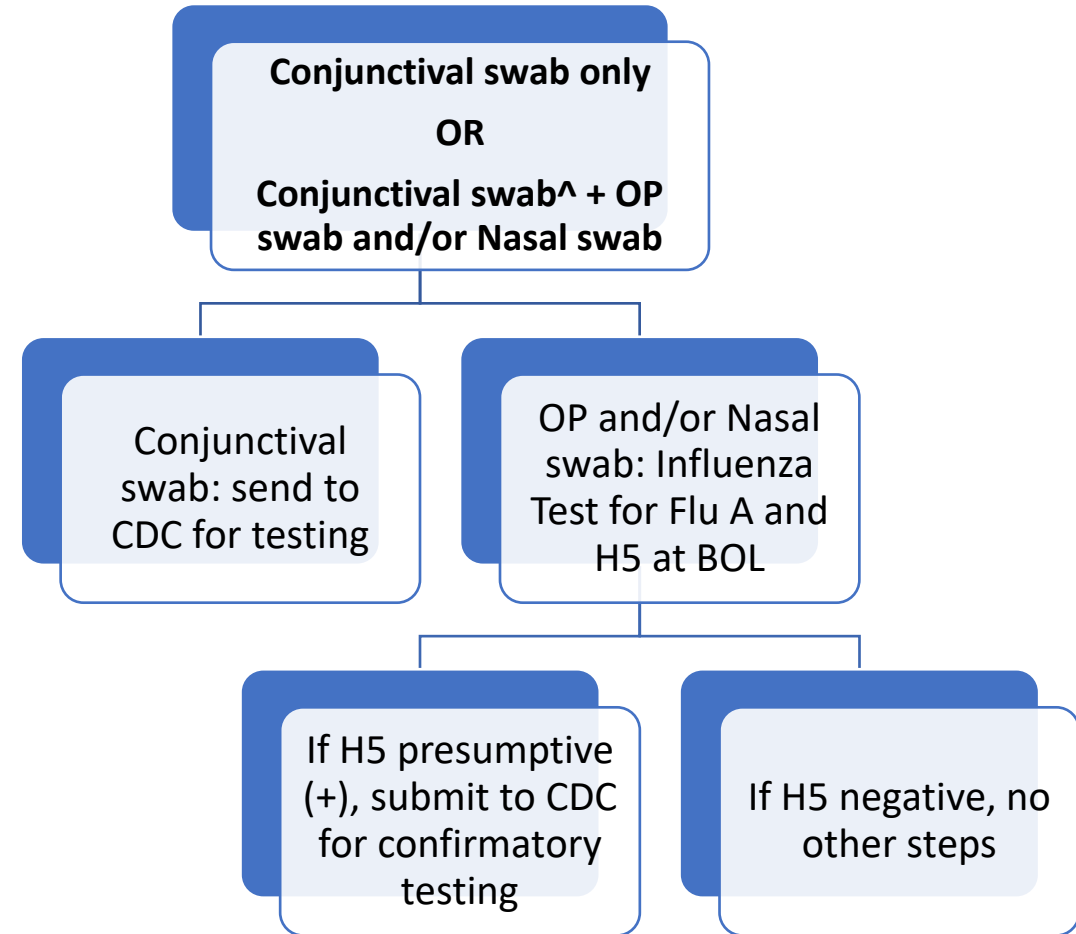 Conjunctival swab only
OR
Conjunctival swab^ + OP
swab and/or Nasal swab
Conjunctival
swab: send to
CDC for testing
OP and/or Nasal
swab: Influenza
Test for Flu A and
H5 at BOL
If H5 presumptive
(+), submit to CDC
for confirmatory
testing
If H5 negative, no
other steps